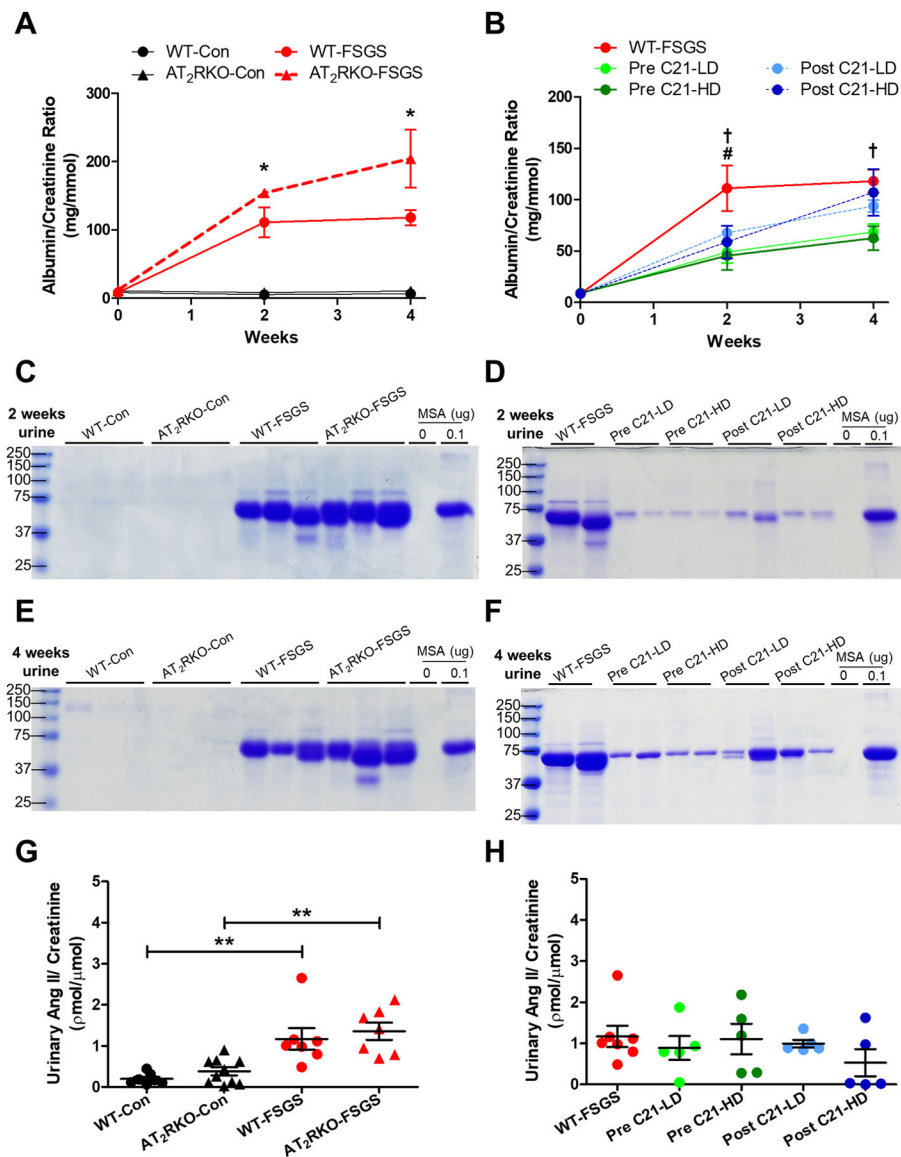 A
WT-Con WT-FSGS
AT2RKO-Con AT2RKO-FSGS
Albumin/Creatinine Ratio
(mg/mmol)
300
200
100
0
* *
0 1 2 3 4
Weeks
B
WT-FSGS
Pre C21-LD Post C21-LD
Pre C21-HD Post C21-HD
Albumin/Creatinine Ratio
(mg/mmol)
200
150
100
50
0
† †
#
0 1 2 3 4
Weeks
C
2 weeks
urine
WT-Con AT2RKO-Con WT-FSGS AT2RKO-FSGS MSA (ug)
0 0.1
250
150
100
75
37
25
D
2 weeks
urine
WT-FSGS Pre C21-LD Pre C21-HD Post C21-LD Post C21-HD MSA (ug)
0 0.1
250
150
100
75
37
25
E
4 weeks
urine
WT-Con AT2RKO-Con WT-FSGS AT2RKO-FSGS MSA (ug)
0 0.1
250
150
100
75
37
25
F
4 weeks
urine
WT-FSGS Pre C21-LD Pre C21-HD Post C21-LD Post C21-HD MSA (ug)
0 0.1
250
150
100
75
37
25
G
Urinary Ang II/ Creatinine
(ρmol/μmol)
5
4
3
2
1
0
**
**
WT-Con AT2RKO-Con WT-FSGS AT2RKO-FSGS
H
Urinary Ang II/ Creatinine
(ρmol/μmol)
5
4
3
2
1
0
WT-FSGS Pre C21-LD Pre C21-HD Post C21-LD Post C21-HD